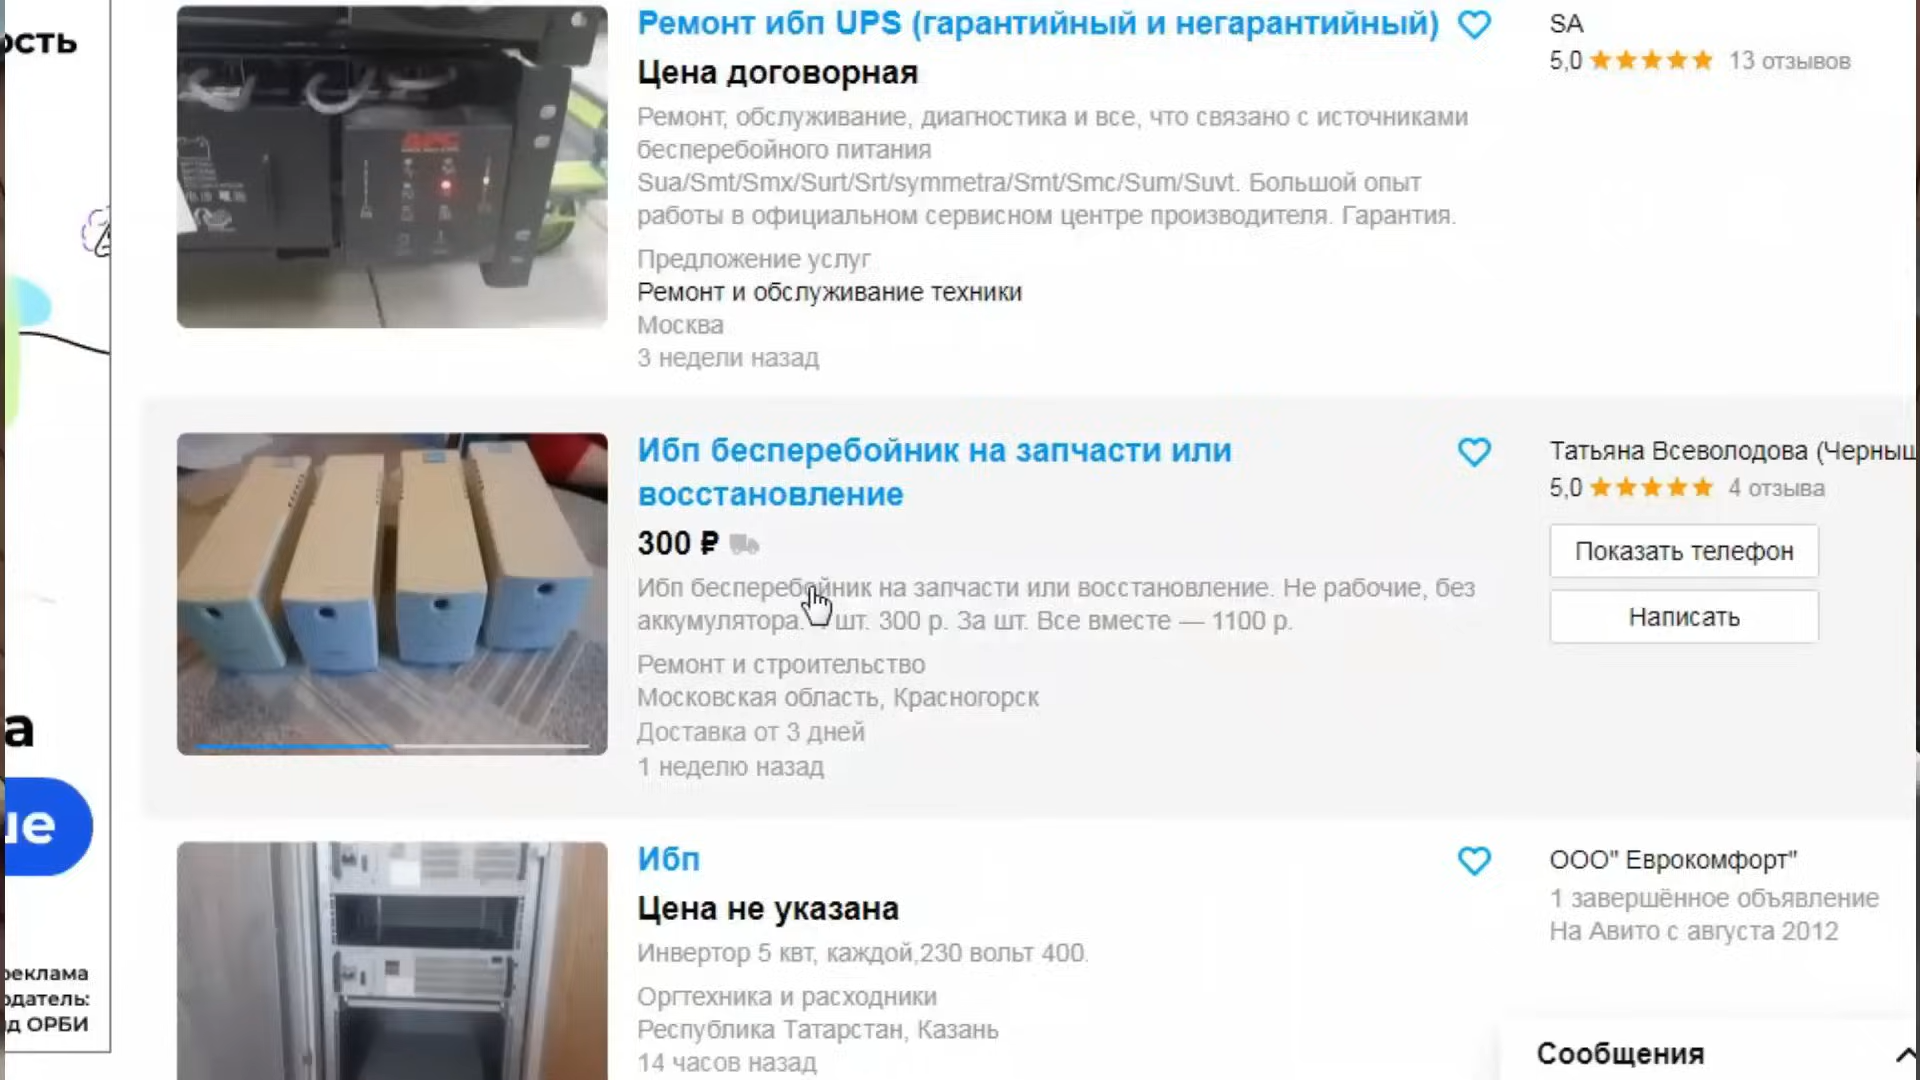 ость
Ремонт ибп UPS (гарантийный и негарантийный)
Цена договорная
Ремонт, обслуживание, диагностика и все, что связано с источниками
бесперебойного питания
Sua/Smt/Smx/Surt/Srt/symmetra/Smt/Smc/Sum/Suvt. Большой опыт
работы в официальном сервисном центре производителя. Гарантия.
Предложение услуг
Ремонт и обслуживание техники
Москва
3 недели назад
SA
5,0 13 отзывов
APC
Ибп бесперебойник на запчасти или
восстановление
300 ₽
Ибп бесперебойник на запчасти или восстановление. Не рабочие, без
аккумулятора. шт. 300 р. За шт. Все вместе — 1100 р.
Ремонт и строительство
Московская область, Красногорск
Доставка от 3 дней
1 неделю назад
Татьяна Всеволодова (Черныш
5,0 4 отзыва
Показать телефон
Написать
а
ше
Ибп
Цена не указана
Инвертор 5 квт, каждой,230 вольт 400.
Оргтехника и расходники
Республика Татарстан, Казань
14 часов назад
ООО" Еврокомфорт"
1 завершённое объявление
На Авито с августа 2012
реклама
одатель:
д ОРБИ
Сообщения